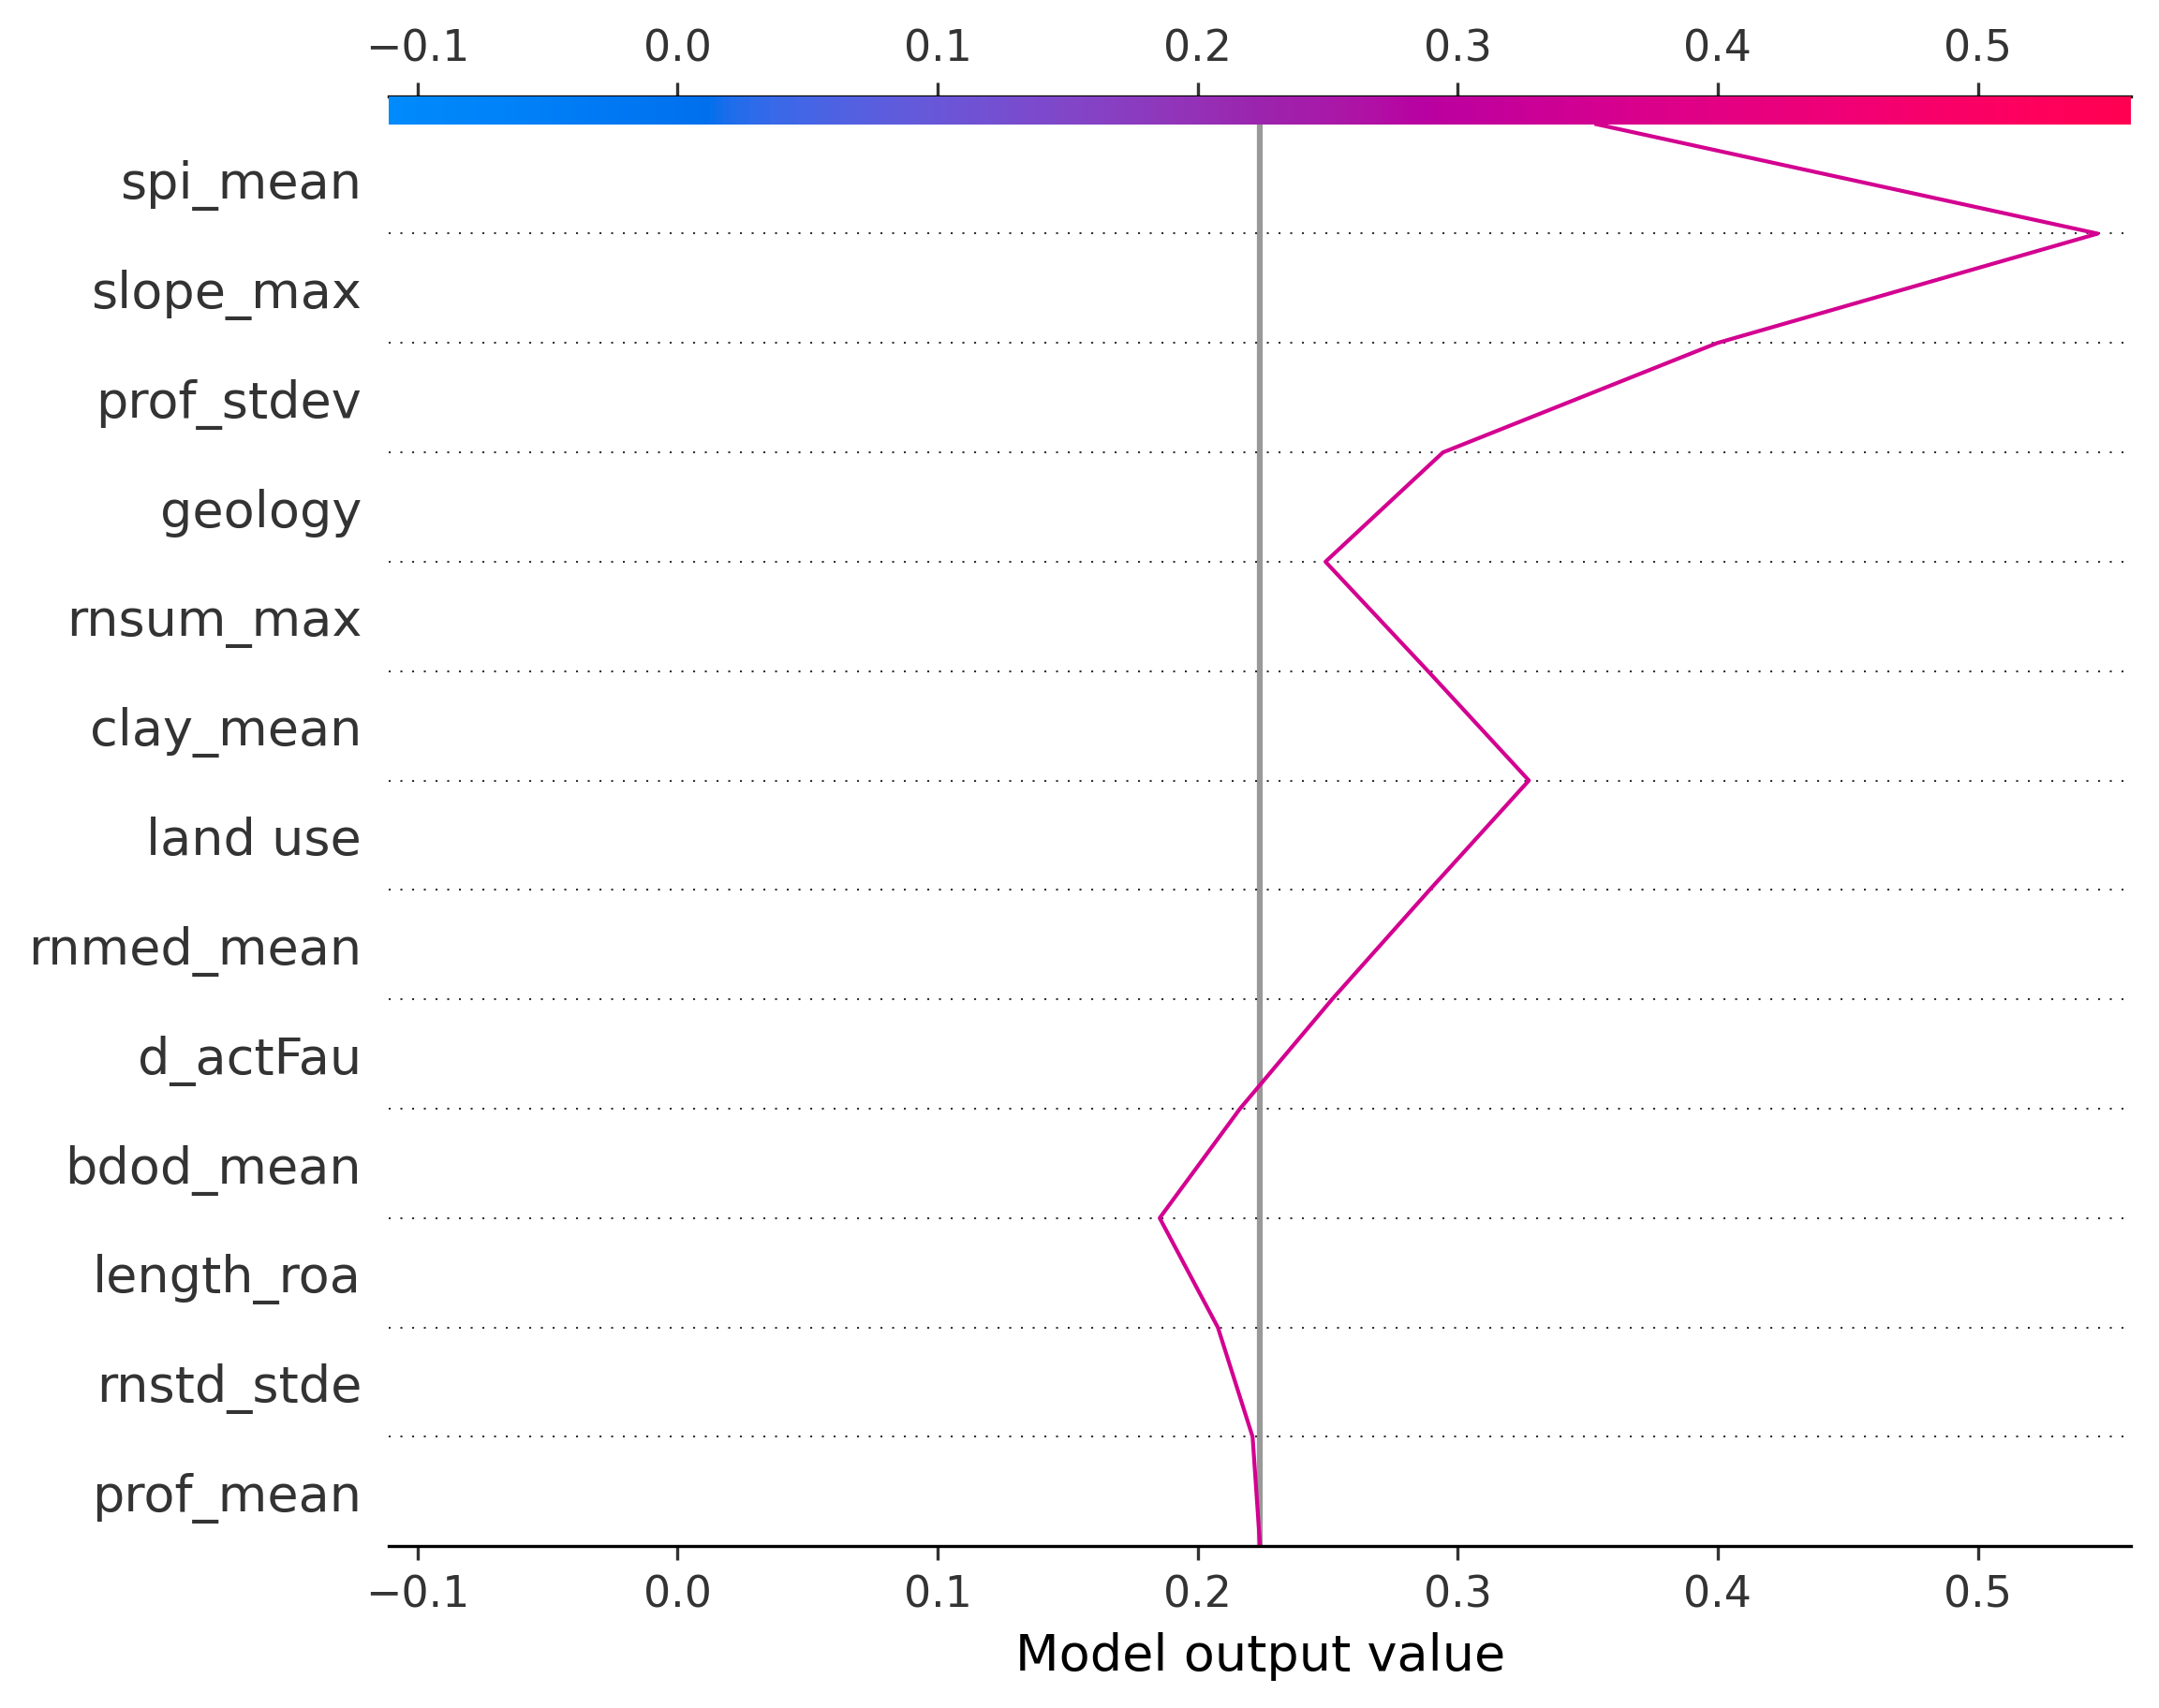 −0.1 0.0 0.1 0.2 0.3 0.4 0.5
spi_mean
slope_max
prof_stdev
geology
rnsum_max
clay_mean
land use
rnmed_mean
d_actFau
bdod_mean
length_roa
rnstd_stde
prof_mean
−0.1 0.0 0.1 0.2 0.3 0.4 0.5
Model output value